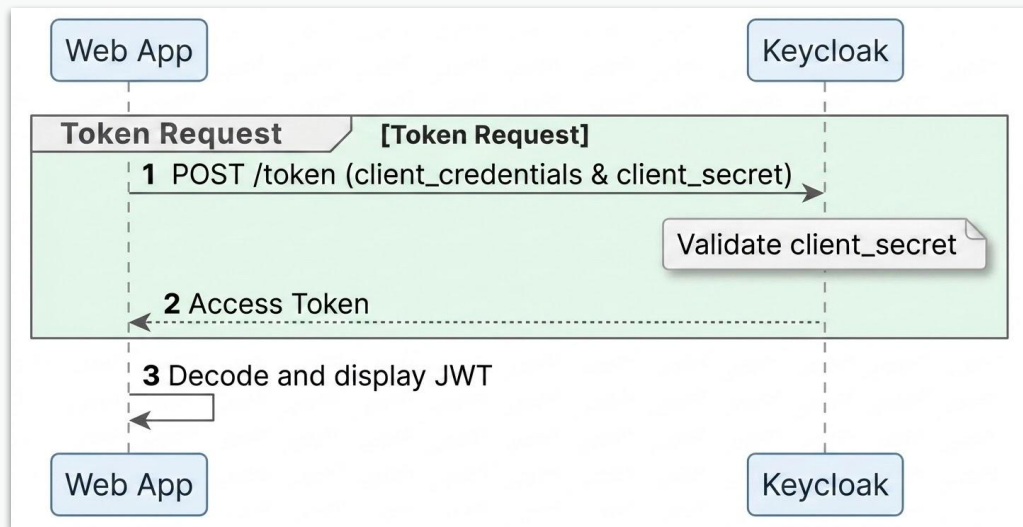 Web App
Keycloak
Token Request
[Token Request]
1 POST /token (client_credentials & client_secret)
Validate client_secret
2 Access Token
3 Decode and display JWT
Web App
Keycloak